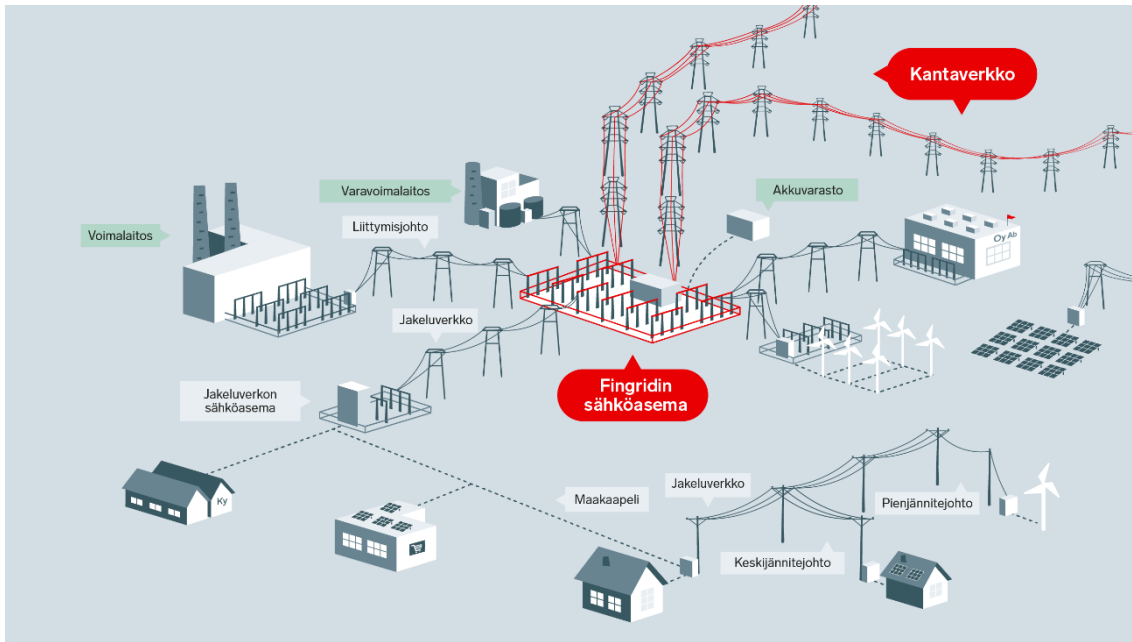 Kantaverkko
Varavoimalaitos
Akkuvarasto
Liittymisjohto
Voimalaitos
Oy Ab
Jakeluverkko
Fingridin
sähköasema
Jakeluverkon
sähköasema
Ky
Maakaapeli
Jakeluverkko
Pienjännitejohto
Keskijännitejohto